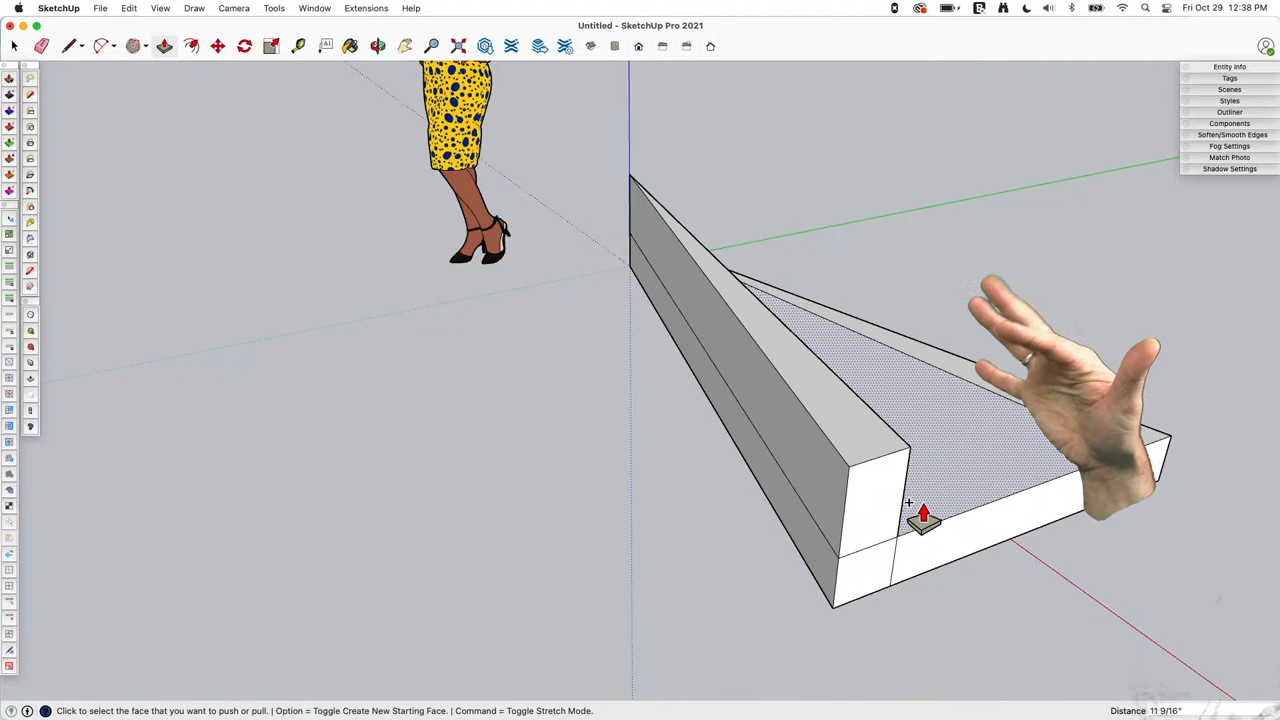 SketchUp File Edit View Draw Camera Tools Window Extensions Help
Fri Oct 29 12:38 PM
Untitled - SketchUp Pro 2021
Entity Info
Tags
Scenes
Styles
Outliner
Components
Soften/Smooth Edges
Fog Settings
Match Photo
Shadow Settings
Click to select the face that you want to push or pull. | Option = Toggle Create New Starting Face. | Command = Toggle Stretch Mode.
Distance 11 9/16"